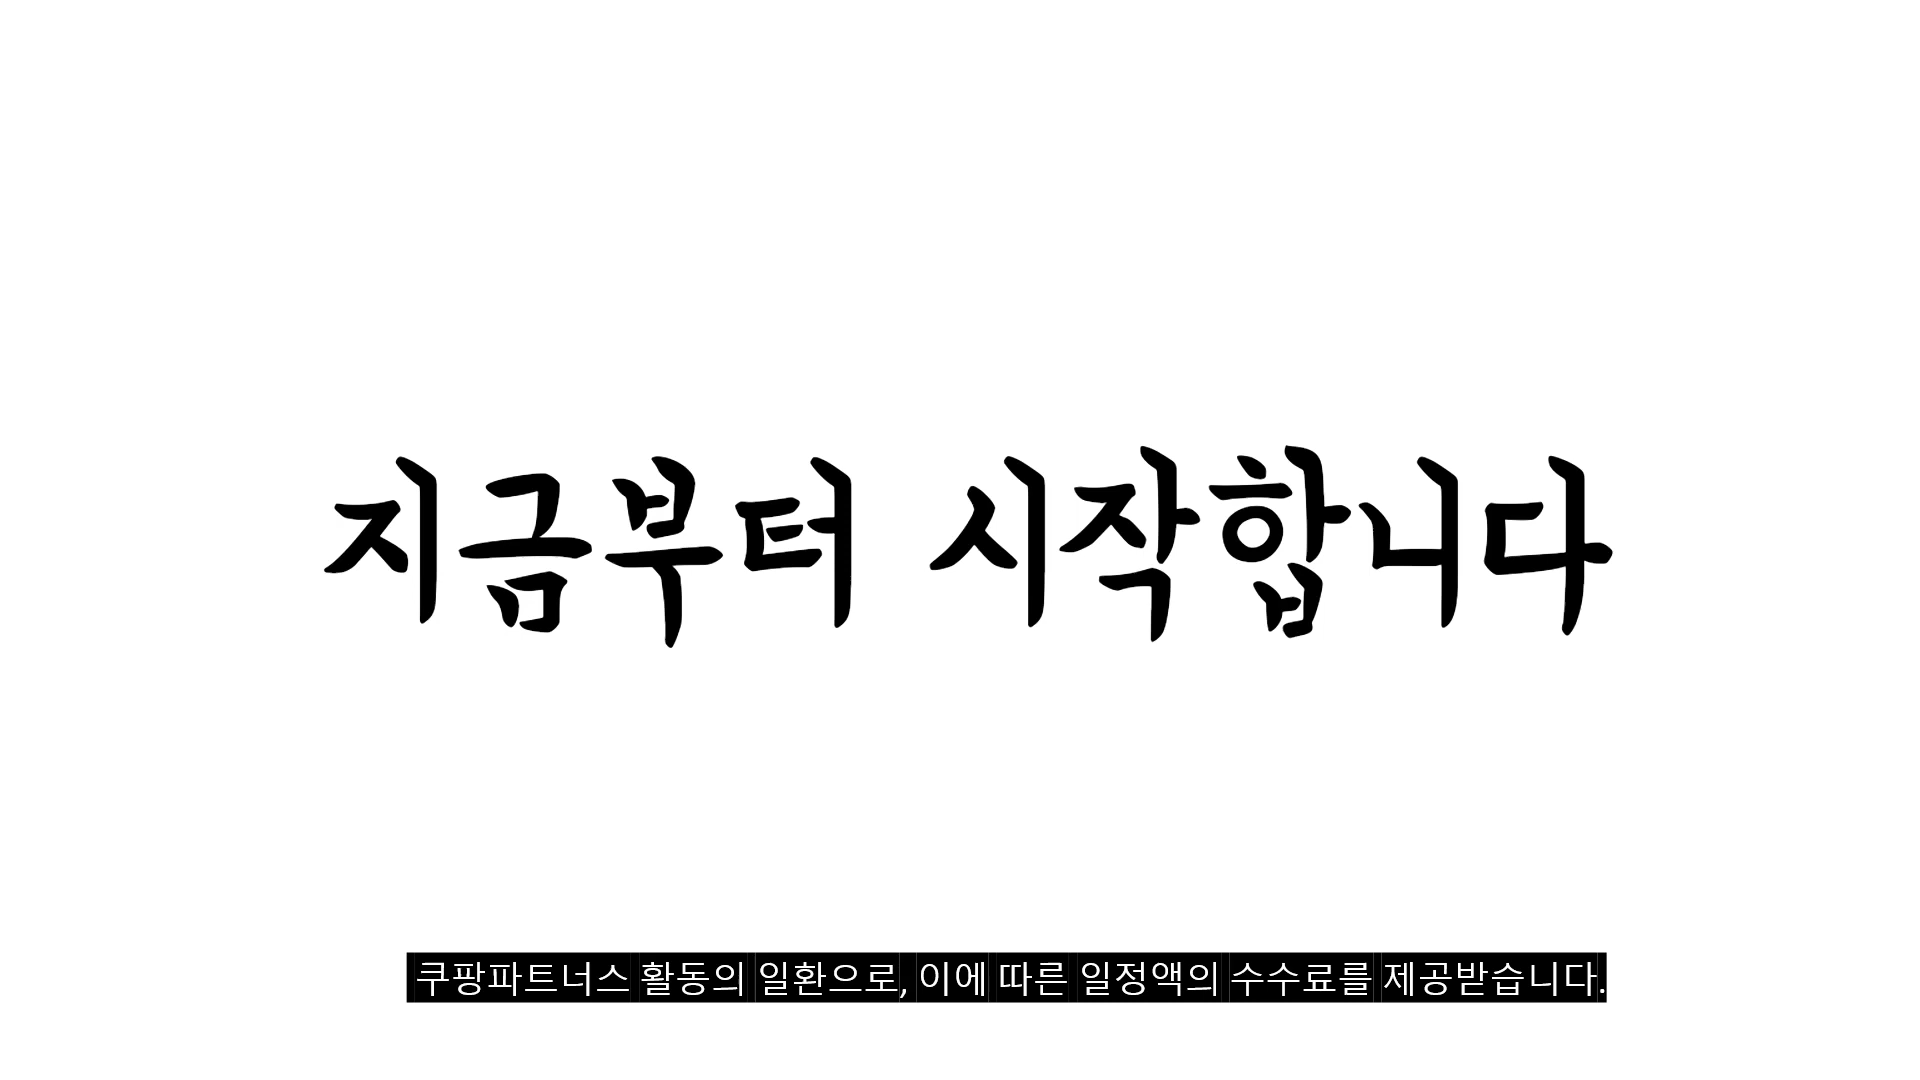 지금부터 시작합니다
쿠팡파트너스 활동의 일환으로, 이에 따른 일정액의 수수료를 제공받습니다.